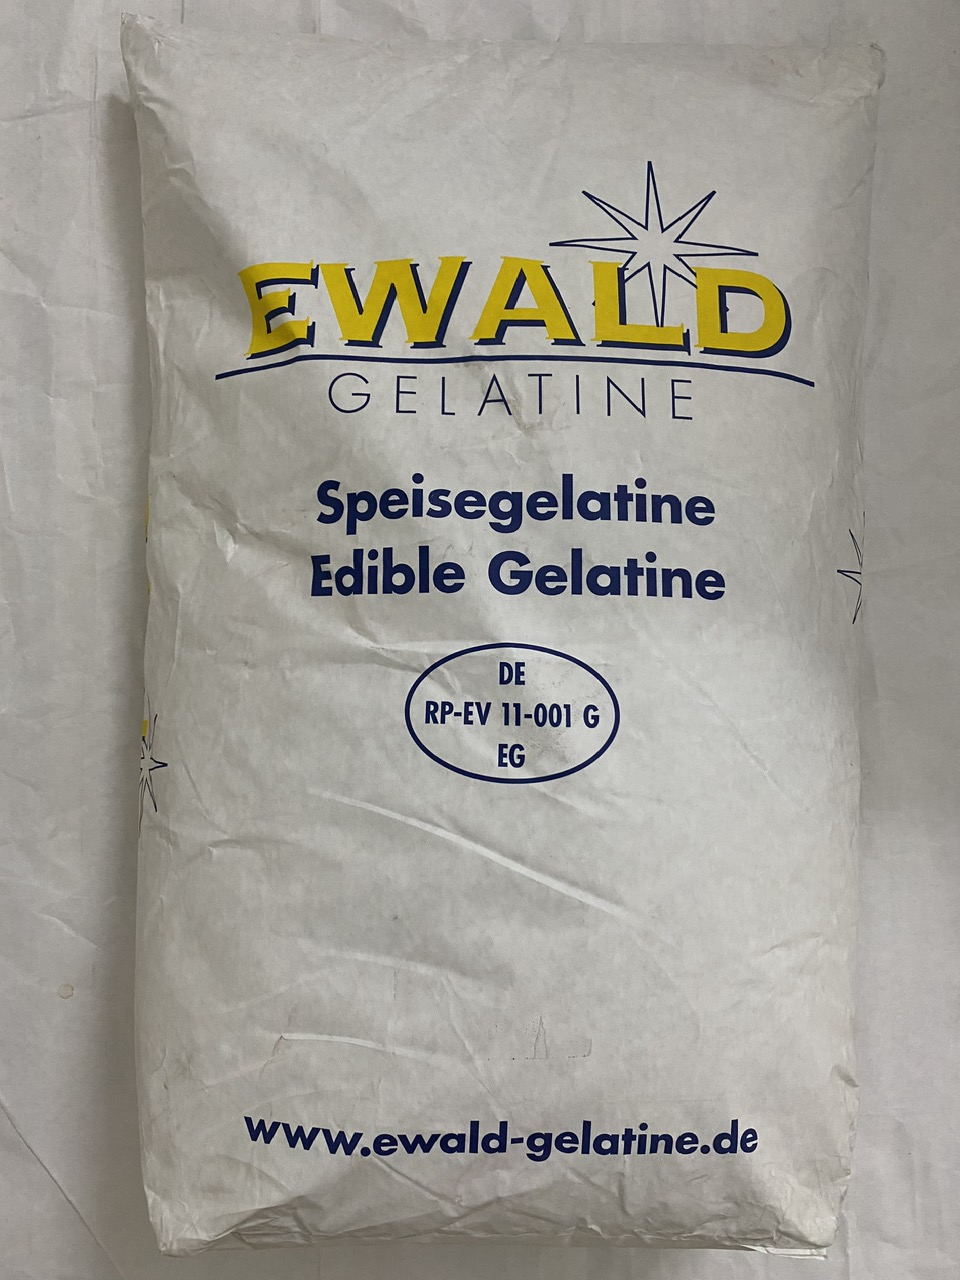 EWALD
GELATINE
Speisegelatine
Edible Gelatine
DE
RP-EV 11-001 G
EG
www.ewald-gelatine.de